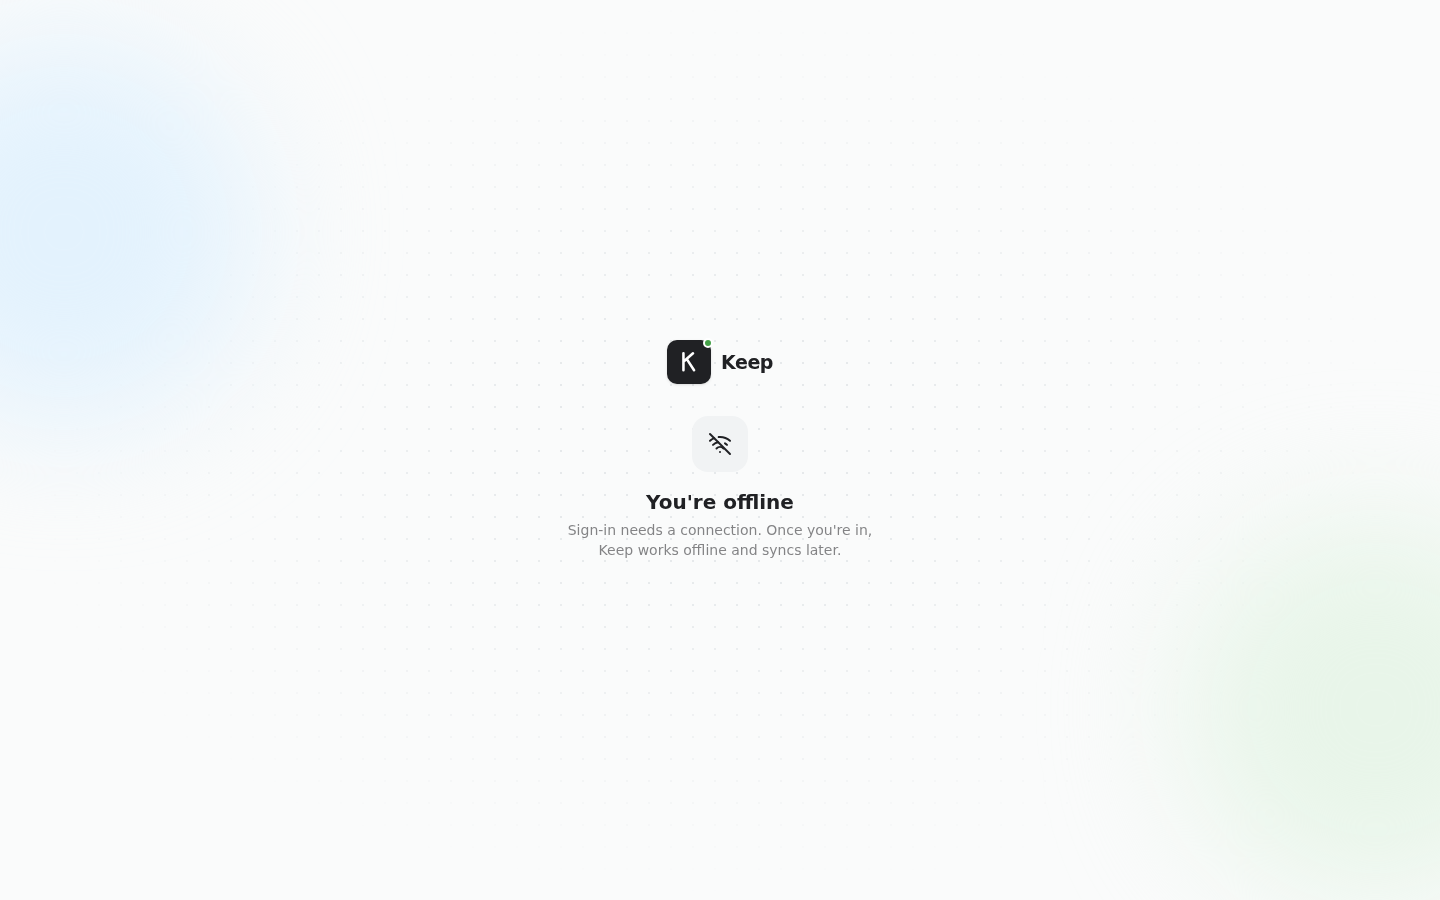 K
Keep
You're offline
Sign-in needs a connection. Once you're in,
Keep works offline and syncs later.